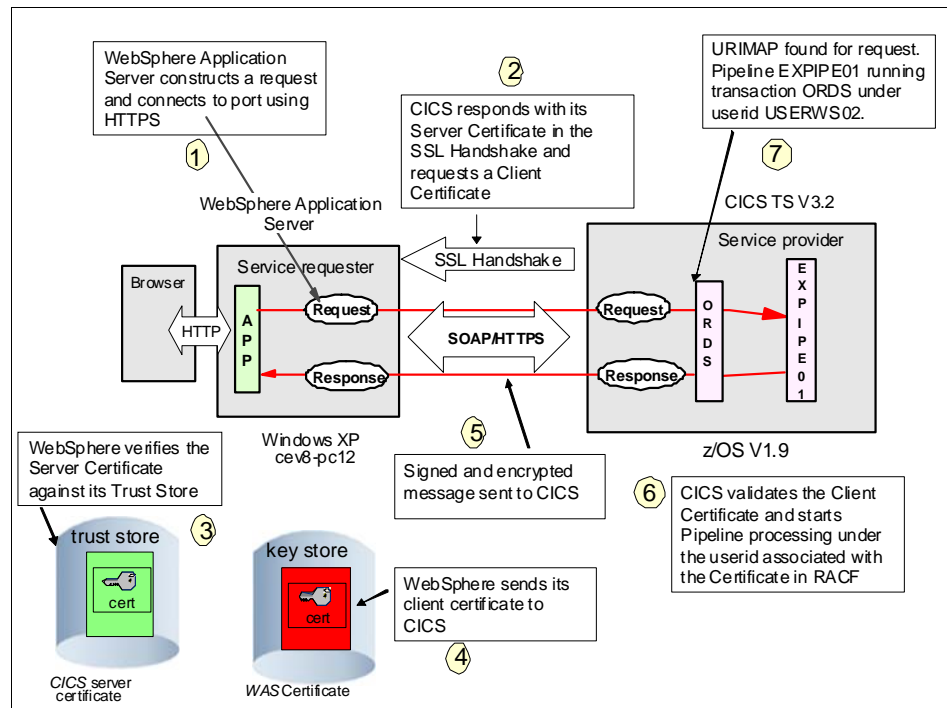 WebSphere Application
Server constructs a request
and connects to port using
HTTPS
1
2
CICS responds with its
Server Certificate in the
SSL Handshake and
requests a Client
Certificate
URIMAP found for request.
Pipeline EXPIPE01 running
transaction ORDS under
userid USERWS02.
7
WebSphere Application
Server
CICS TS V3.2
Browser
HTTP
Service requester
APP
Request
Response
SSL Handshake
SOAP/HTTPS
Service provider
Request
Response
ORDS
EXPIPE01
Windows XP
cev8-pc12
z/OS V1.9
5
Signed and encrypted
message sent to CICS
6
CICS validates the Client
Certificate and starts
Pipeline processing under
the userid associated with
the Certificate in RACF
WebSphere verifies the
Server Certificate
against its Trust Store
3
trust store
cert
CICS server
certificate
key store
cert
WAS Certificate
WebSphere sends its
client certificate to
CICS
4